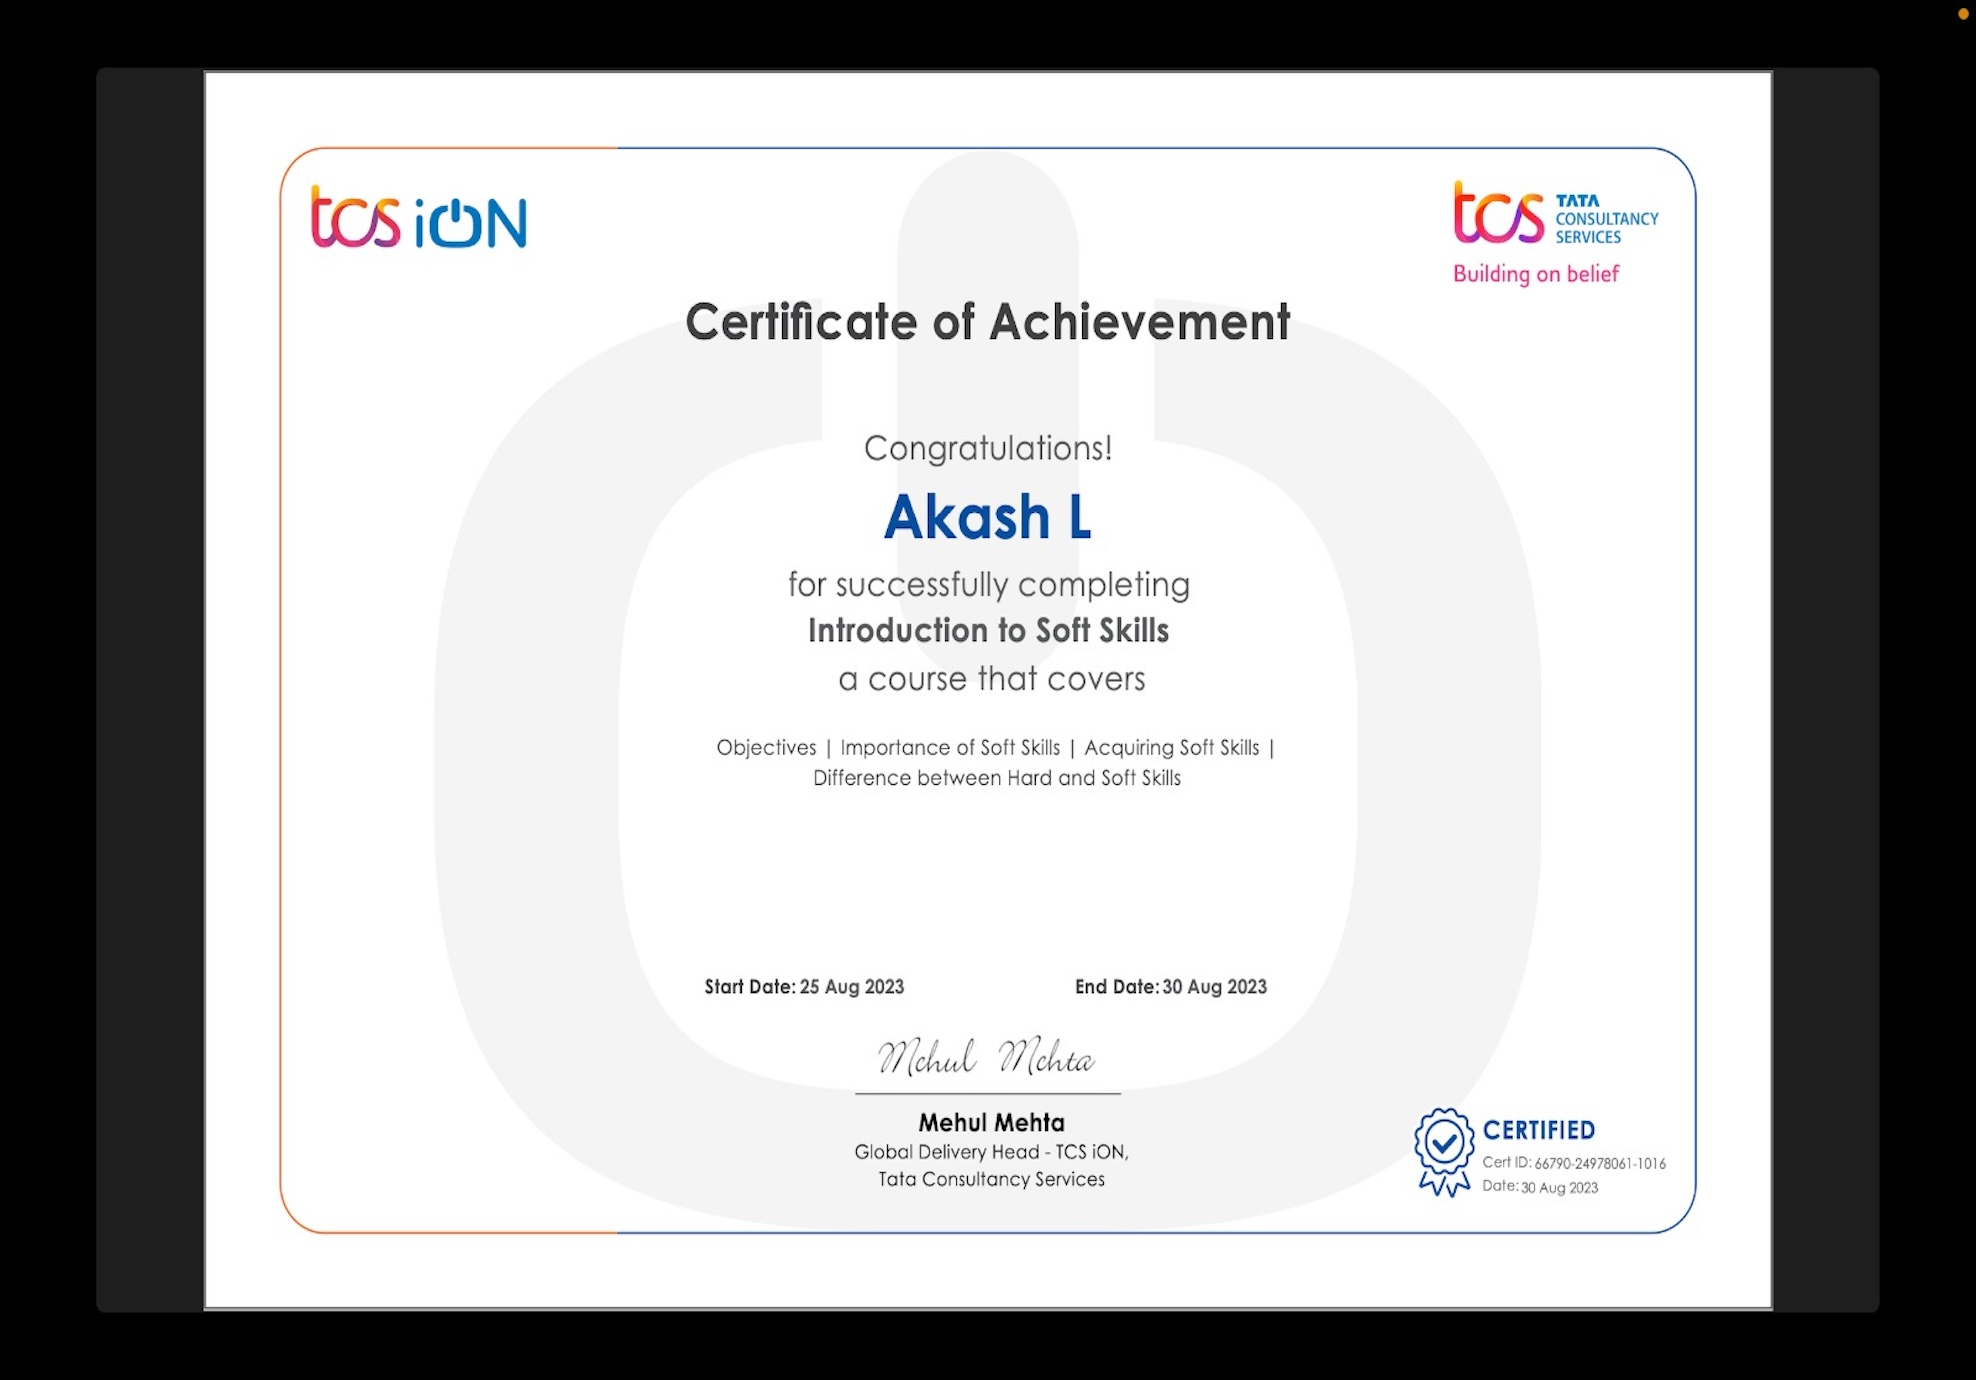 tcs iON
tcs TATA
CONSULTANCY
SERVICES
Building on belief
Certificate of Achievement
Congratulations!
Akash L
for successfully completing
Introduction to Soft Skills
a course that covers
Objectives | Importance of Soft Skills | Acquiring Soft Skills |
Difference between Hard and Soft Skills
Start Date: 25 Aug 2023 End Date: 30 Aug 2023
Mehul Mehta
Mehul Mehta
Global Delivery Head - TCS iON,
Tata Consultancy Services
CERTIFIED
Cert ID: 66790-24978061-1016
Date: 30 Aug 2023